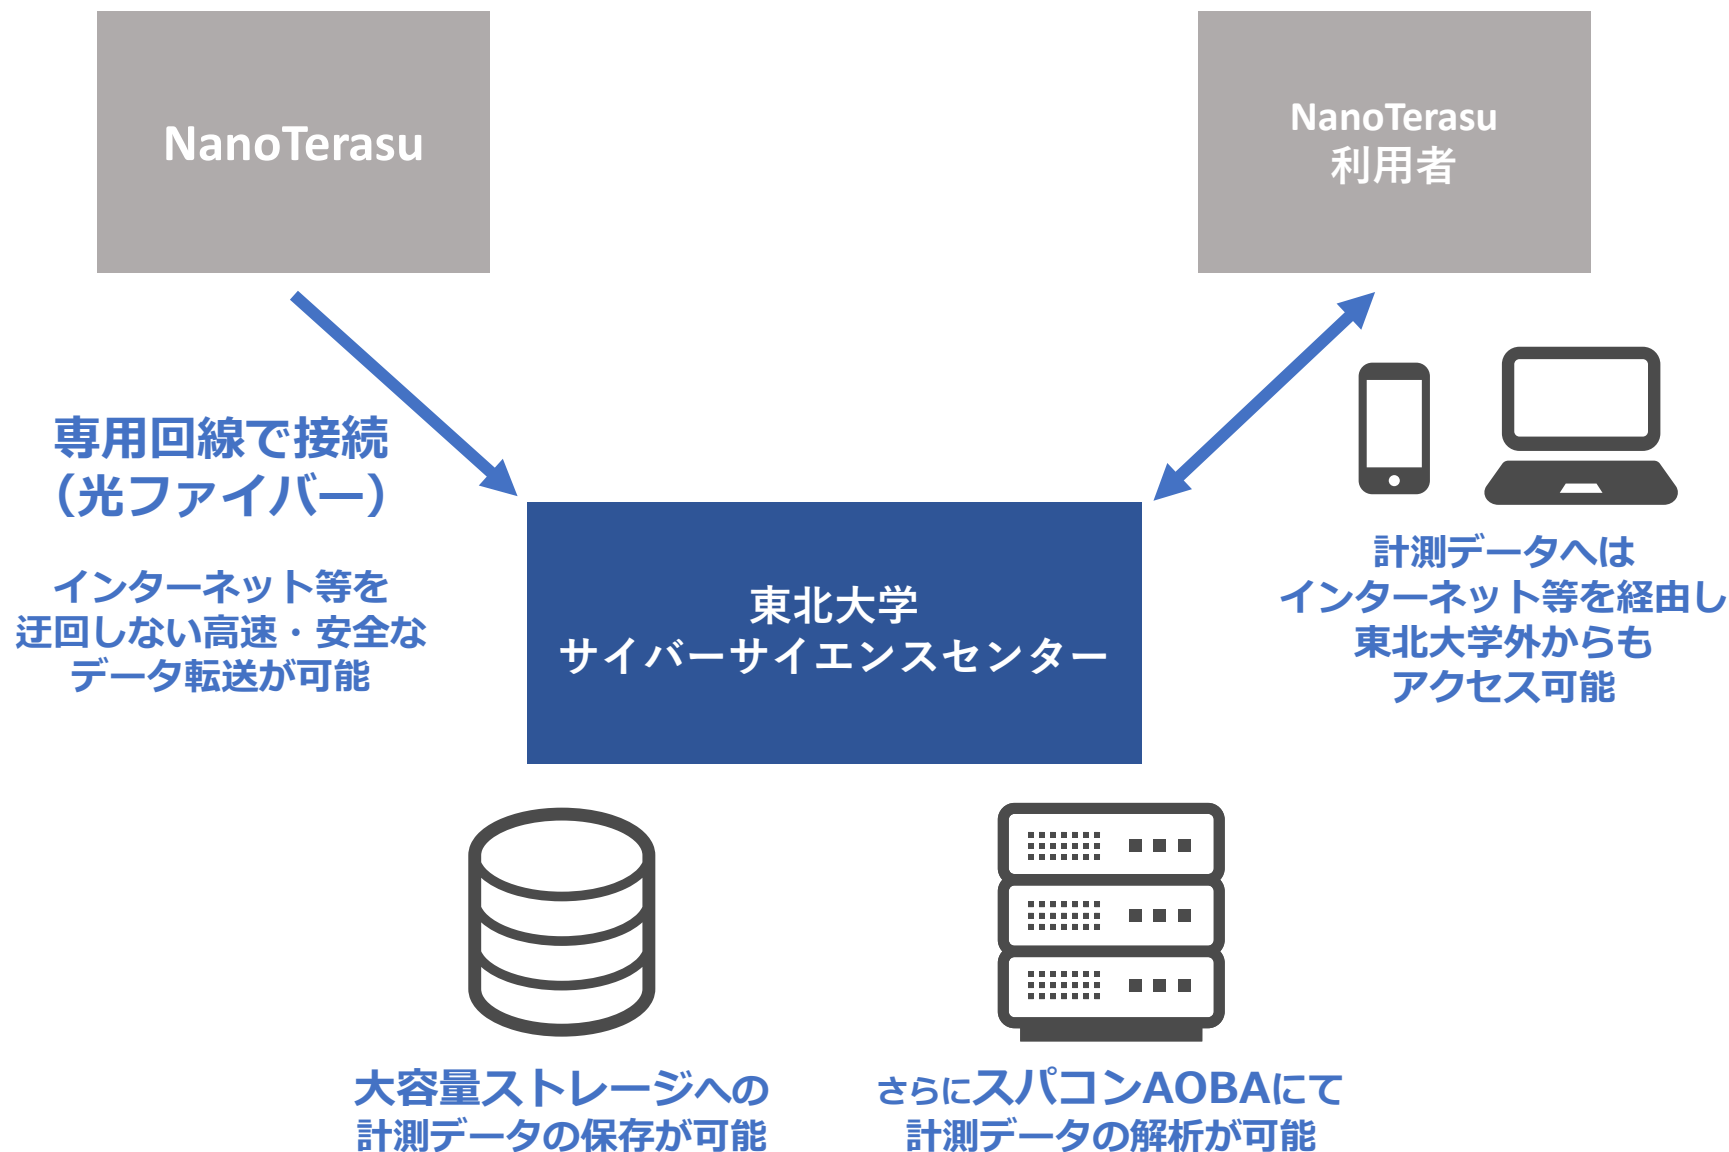 NanoTerasu
NanoTerasu
利用者
専用回線で接続
（光ファイバー）
インターネット等を
迂回しない高速・安全な
データ転送が可能
東北大学
サイバーサイエンスセンター
計測データへは
インターネット等を経由し
東北大学外からも
アクセス可能
大容量ストレージへの
計測データの保存が可能
さらにスパコンAOBAにて
計測データの解析が可能